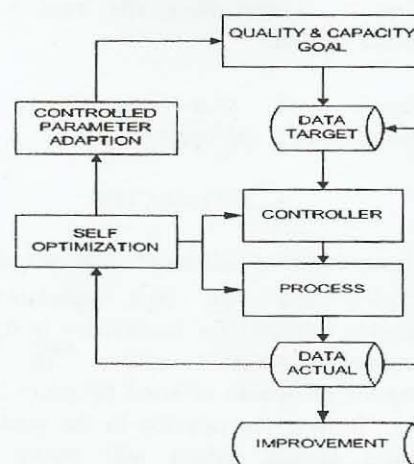 QUALITY & CAPACITY
GOAL
CONTROLLED
PARAMETER
ADAPTION
DATA
TARGET
SELF
OPTIMIZATION
CONTROLLER
PROCESS
DATA
ACTUAL
IMPROVEMENT